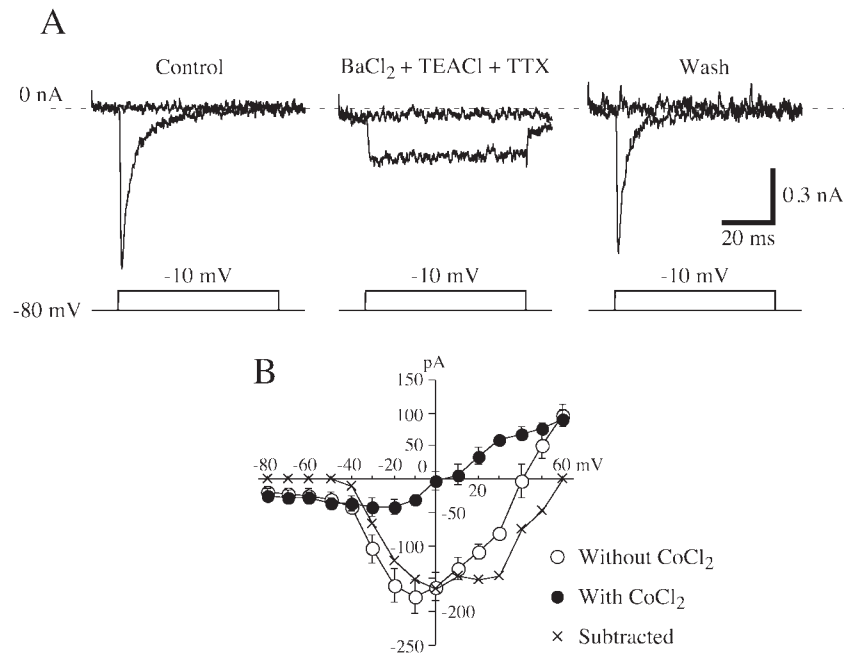 A
Control
BaCl2 + TEACl + TTX
Wash
0 nA
0.3 nA
20 ms
-10 mV
-10 mV
-10 mV
-80 mV
B
pA
150
100
50
-80 -60 -40 -20 0 20 60 mV
-50
-100
-200
-250
Without CoCl2
With CoCl2
Subtracted